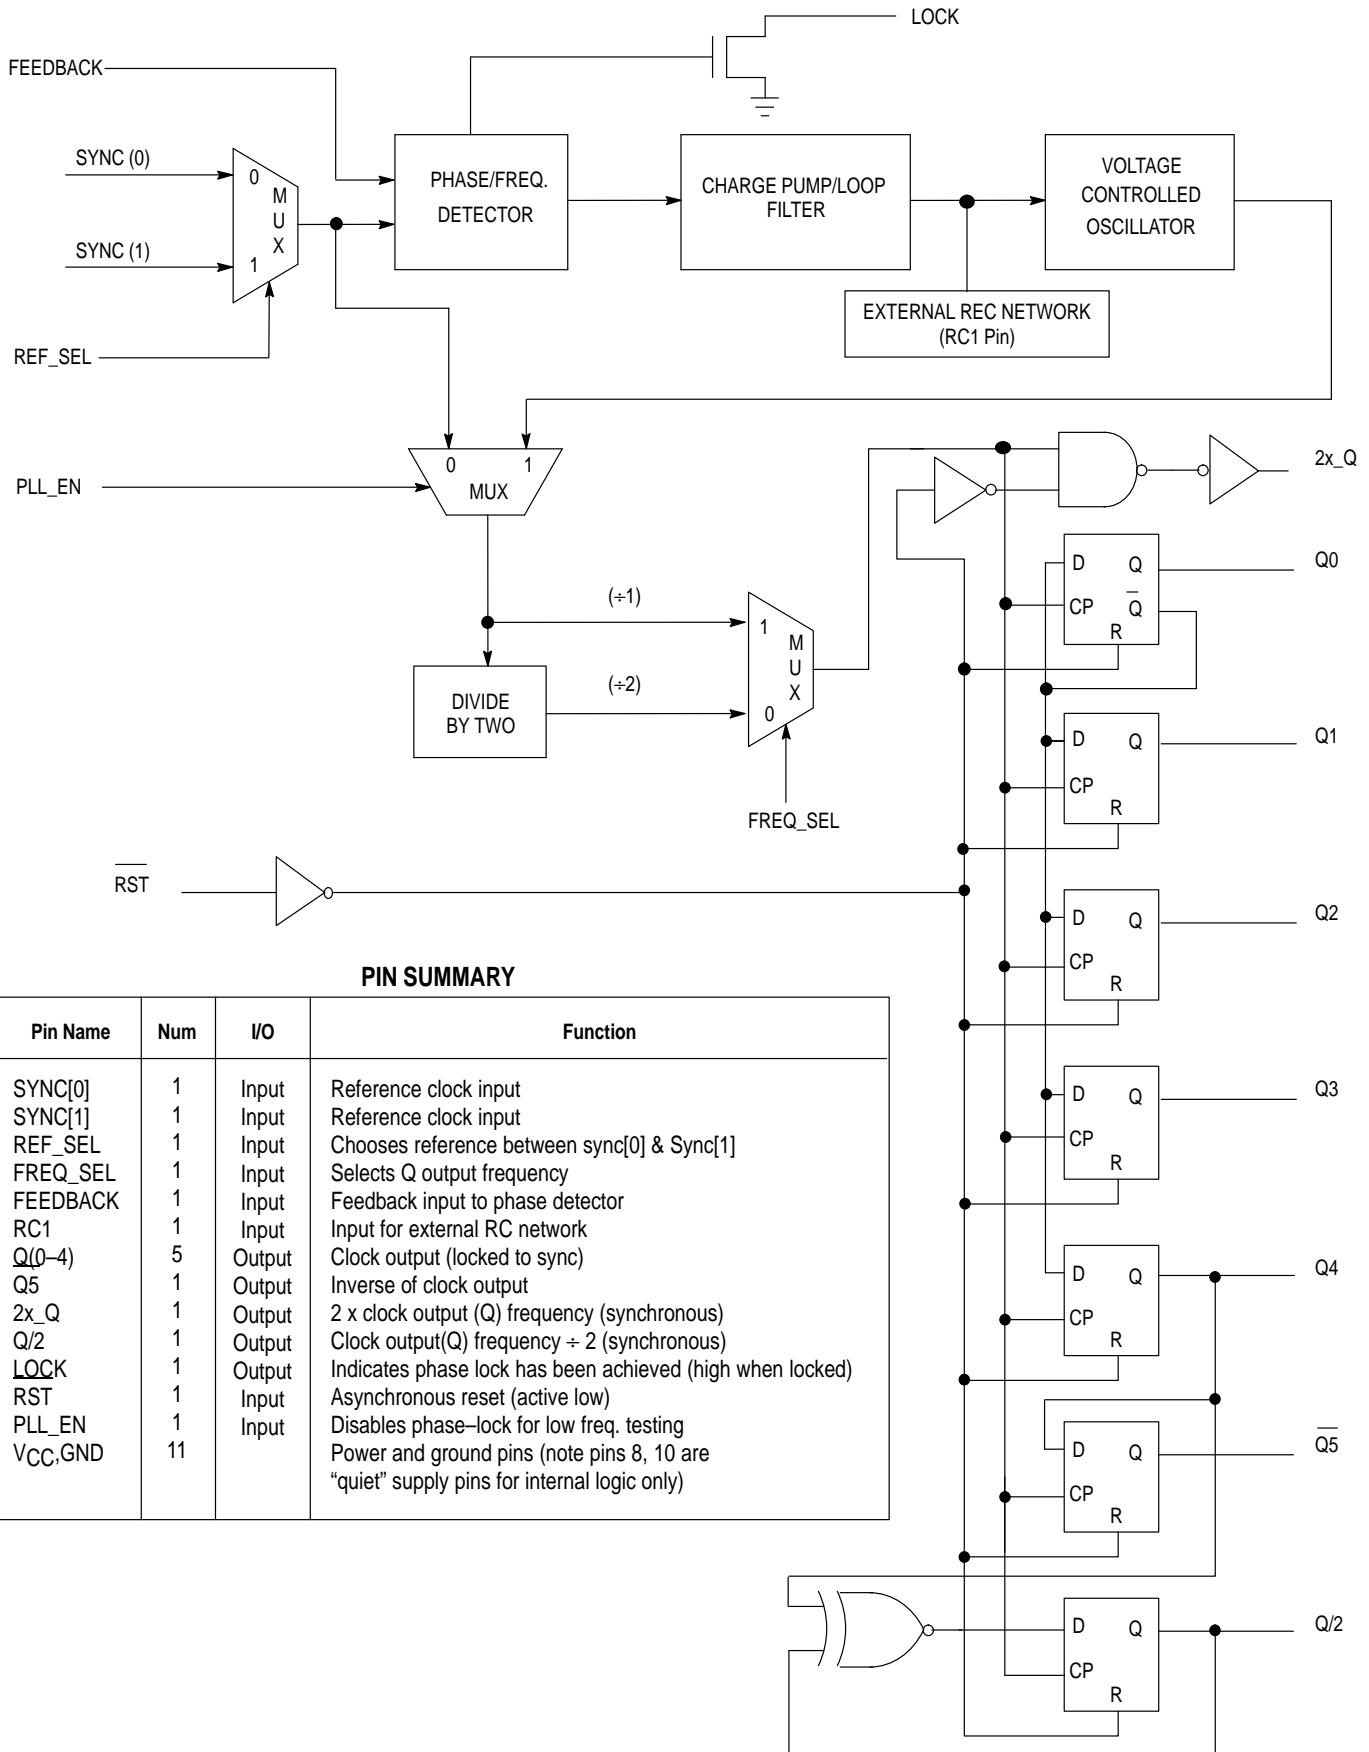 LOCK
FEEDBACK
SYNC (0)
SYNC (1)
0
M
U
X
1
REF_SEL
PHASE/FREQ.
DETECTOR
CHARGE PUMP/LOOP
FILTER
VOLTAGE
CONTROLLED
OSCILLATOR
EXTERNAL REC NETWORK
(RC1 Pin)
0 1
MUX
PLL_EN
2x_Q
(÷1)
(÷2)
DIVIDE
BY TWO
1
M
U
X
0
FREQ_SEL
D Q
CP Q̅
R
Q0
D Q
CP
R
Q1
R̅S̅T̅
D Q
CP
R
Q2
D Q
CP
R
Q3
D Q
CP
R
Q4
D Q
CP
R
Q̅5̅
D Q
CP
R
Q/2
PIN SUMMARY
Pin Name Num I/O Function
SYNC[0] 1 Input Reference clock input
SYNC[1] 1 Input Reference clock input
REF_SEL 1 Input Chooses reference between sync[0] & Sync[1]
FREQ_SEL 1 Input Selects Q output frequency
FEEDBACK 1 Input Feedback input to phase detector
RC1 1 Input Input for external RC network
Q(0–4) 5 Output Clock output (locked to sync)
Q̅5̅ 1 Output Inverse of clock output
2x_Q 1 Output 2 x clock output (Q) frequency (synchronous)
Q/2 1 Output Clock output(Q) frequency ÷ 2 (synchronous)
LOCK 1 Output Indicates phase lock has been achieved (high when locked)
R̅S̅T̅ 1 Input Asynchronous reset (active low)
PLL_EN 1 Input Disables phase–lock for low freq. testing
VCC,GND 11 Power and ground pins (note pins 8, 10 are
“quiet” supply pins for internal logic only)